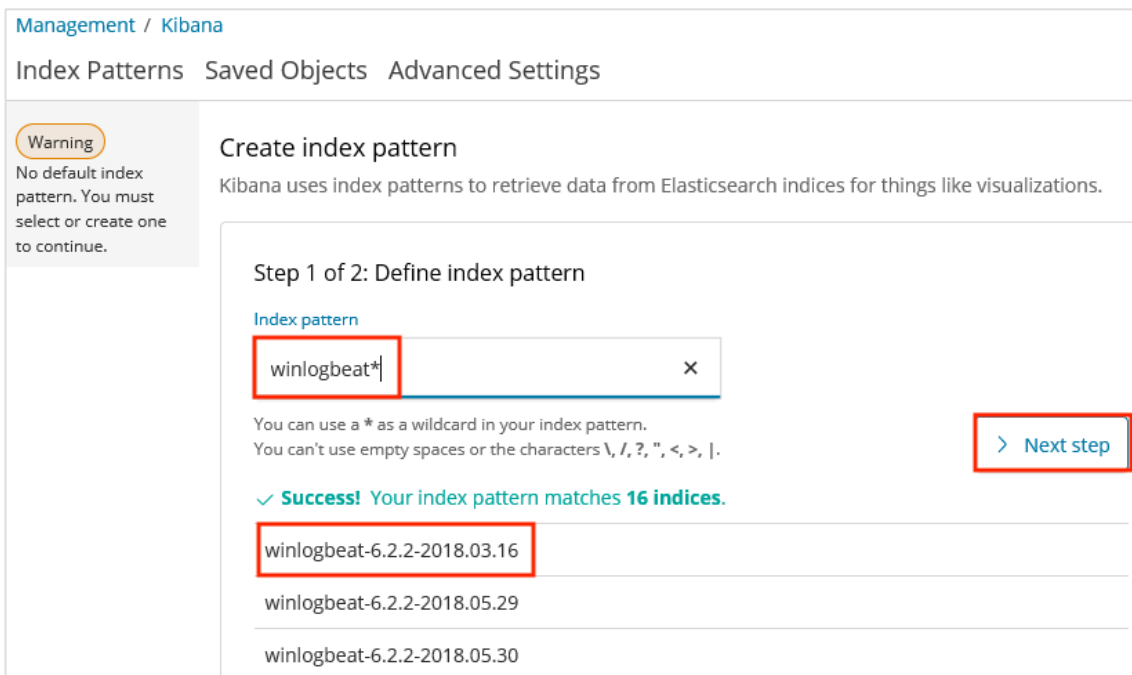 Management / Kibana
Index Patterns Saved Objects Advanced Settings
Warning
No default index
pattern. You must
select or create one
to continue.
Create index pattern
Kibana uses index patterns to retrieve data from Elasticsearch indices for things like visualizations.
Step 1 of 2: Define index pattern
Index pattern
winlogbeat*
You can use a * as a wildcard in your index pattern.
You can't use empty spaces or the characters \, /, ?, ", <, >, |.
> Next step
✓ Success! Your index pattern matches 16 indices.
winlogbeat-6.2.2-2018.03.16
winlogbeat-6.2.2-2018.05.29
winlogbeat-6.2.2-2018.05.30